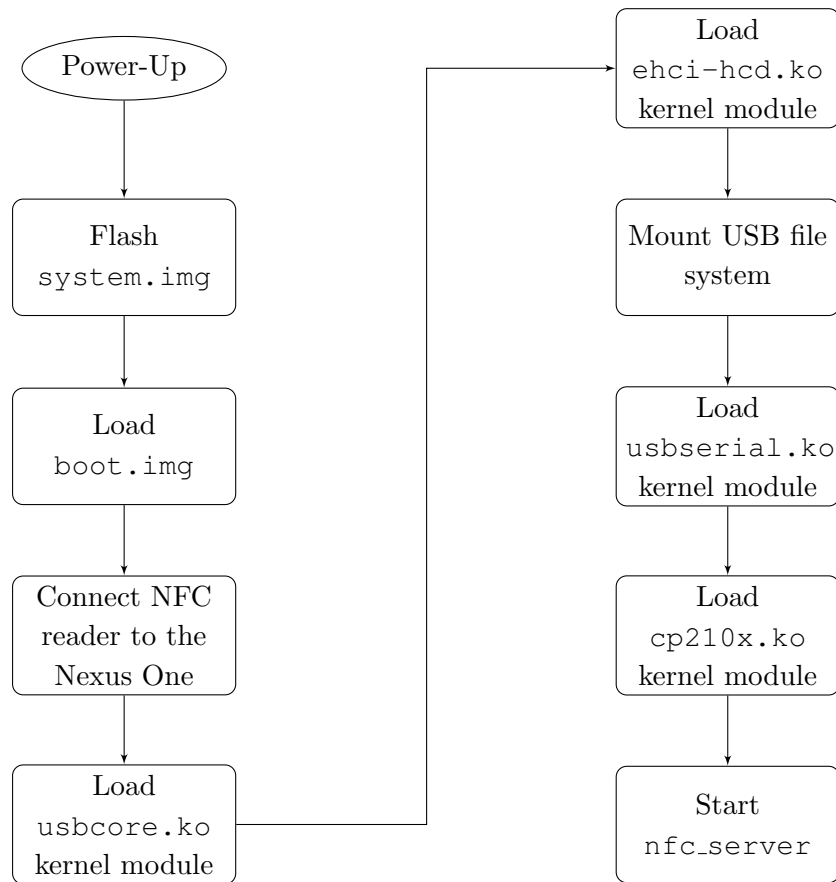 Power-Up
Flash
system.img
Load
boot.img
Connect NFC
reader to the
Nexus One
Load
usbcore.ko
kernel module
Load
ehci-hcd.ko
kernel module
Mount USB file
system
Load
usbserial.ko
kernel module
Load
cp210x.ko
kernel module
Start
nfc_server